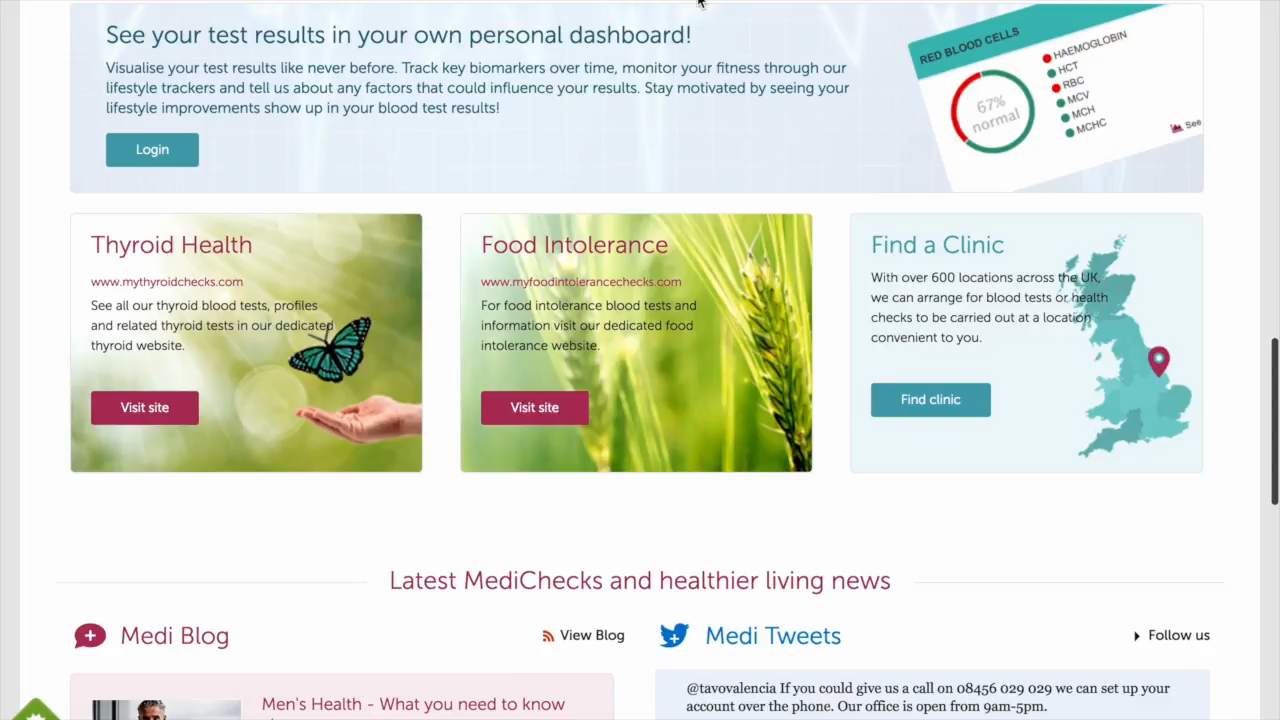 See your test results in your own personal dashboard!
Visualise your test results like never before. Track key biomarkers over time, monitor your fitness through our
lifestyle trackers and tell us about any factors that could influence your results. Stay motivated by seeing your
lifestyle improvements show up in your blood test results!
Login
RED BLOOD CELLS
67%
normal
HAEMOGLOBIN
HCT
RBC
MCV
MCH
MCHC
See
Thyroid Health
www.mythyroidchecks.com
See all our thyroid blood tests, profiles
and related thyroid tests in our dedicated
thyroid website.
Visit site
Food Intolerance
www.myfoodintolerancechecks.com
For food intolerance blood tests and
information visit our dedicated food
intolerance website.
Visit site
Find a Clinic
With over 600 locations across the UK,
we can arrange for blood tests or health
checks to be carried out at a location
convenient to you.
Find clinic
Latest MediChecks and healthier living news
Medi Blog
View Blog
Men's Health - What you need to know
Medi Tweets
Follow us
@tavovalencia If you could give us a call on 08456 029 029 we can set up your
account over the phone. Our office is open from 9am-5pm.